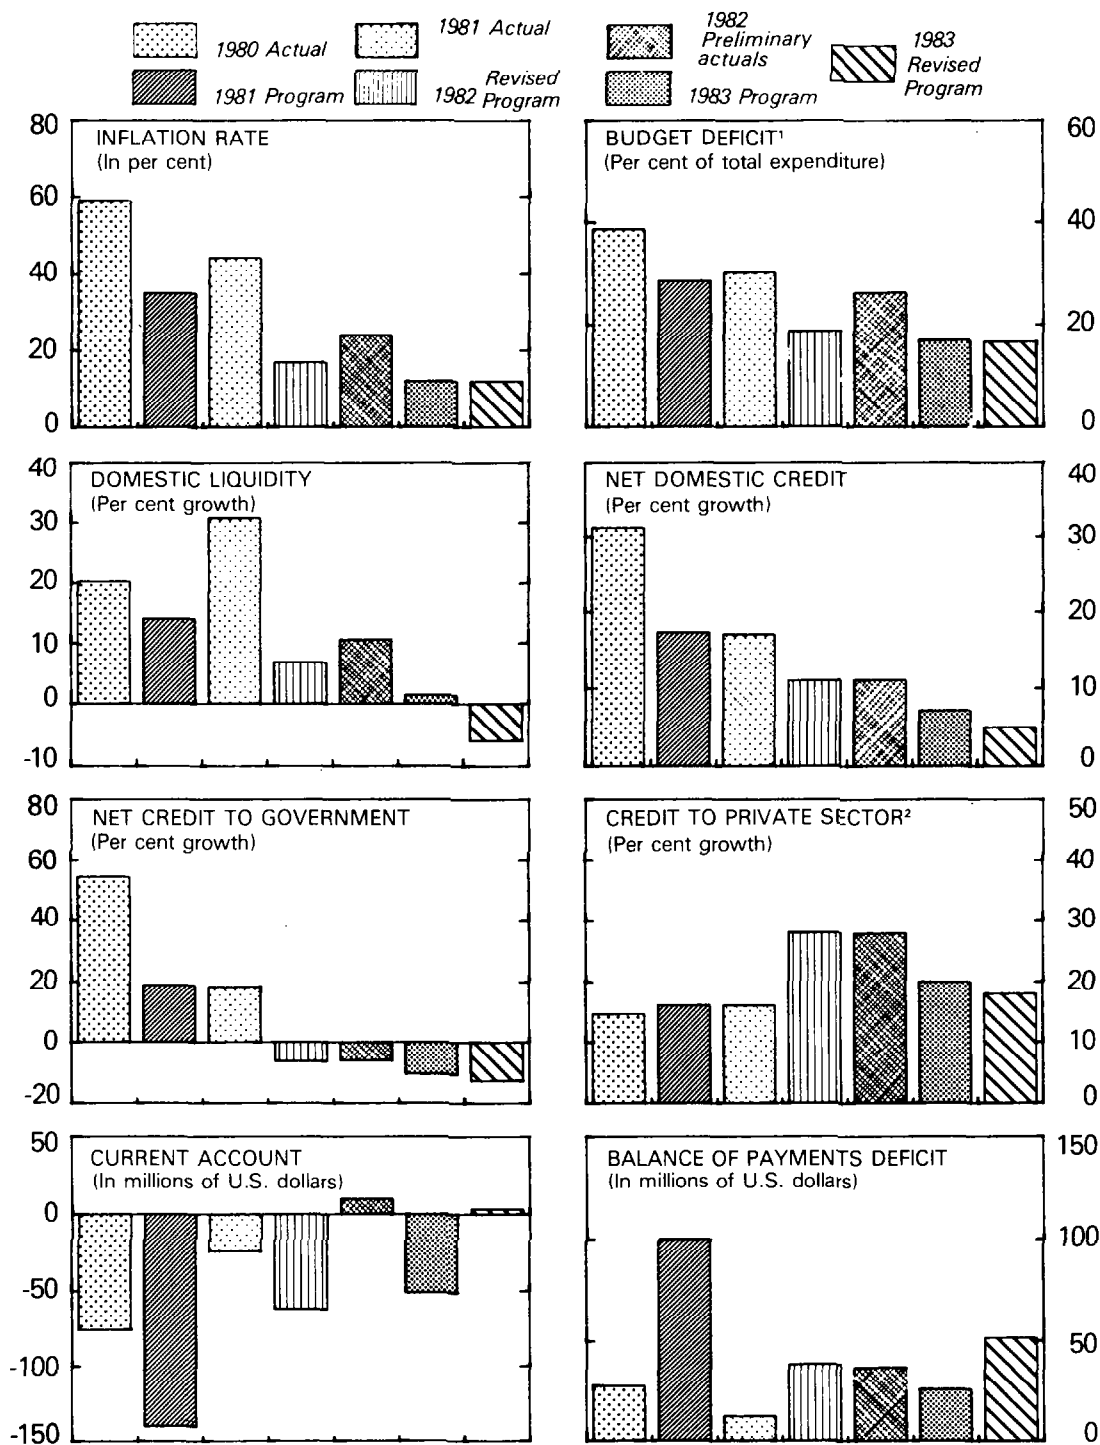 1980 Actual
1981 Program
1981 Actual
1982 Revised
Program
1982
Preliminary
actuals
1983 Program
1983
Revised
Program
INFLATION RATE
(In per cent)
80
60
40
20
0
BUDGET DEFICIT¹
(Per cent of total expenditure)
60
40
20
0
DOMESTIC LIQUIDITY
(Per cent growth)
40
30
20
10
0
-10
NET DOMESTIC CREDIT
(Per cent growth)
40
30
20
10
0
NET CREDIT TO GOVERNMENT
(Per cent growth)
80
60
40
20
0
-20
CREDIT TO PRIVATE SECTOR²
(Per cent growth)
50
40
30
20
10
0
CURRENT ACCOUNT
(In millions of U.S. dollars)
50
0
-50
-100
-150
BALANCE OF PAYMENTS DEFICIT
(In millions of U.S. dollars)
150
100
50
0